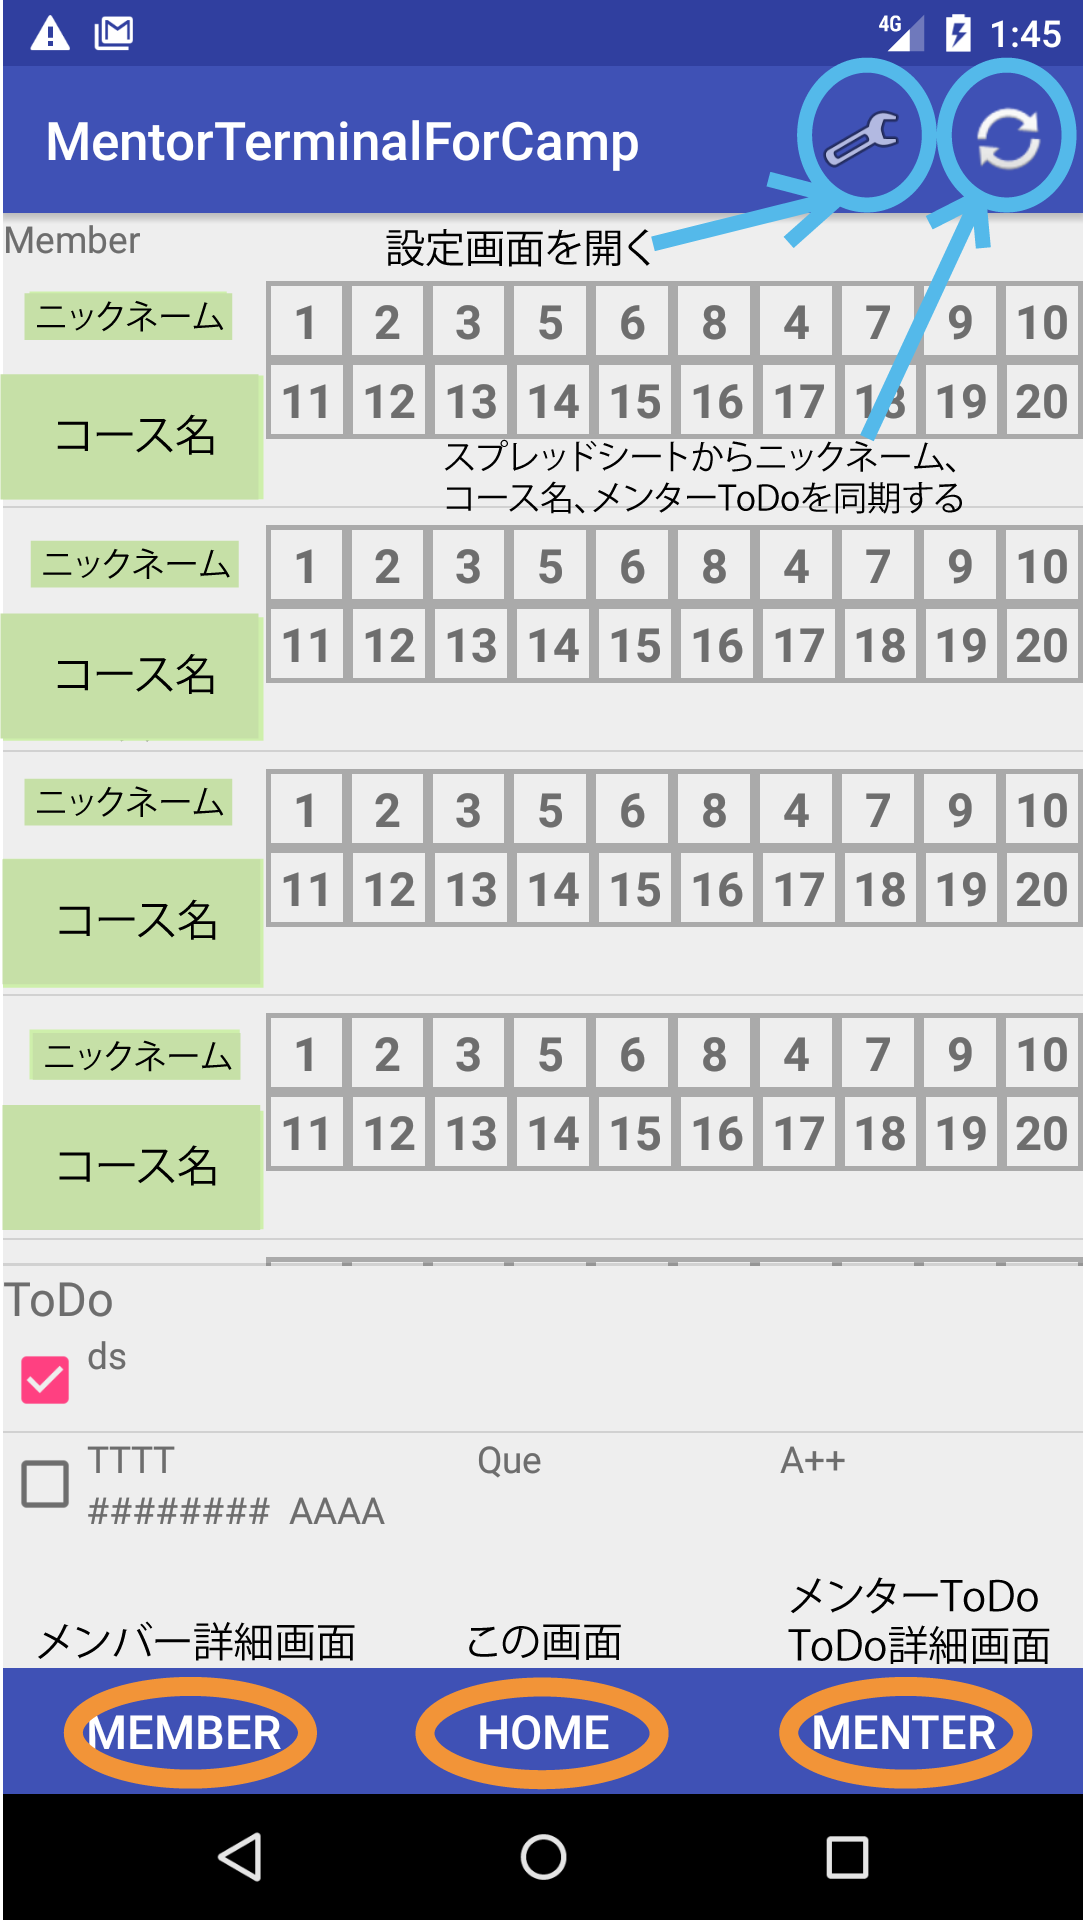 4G 1:45
MentorTerminalForCamp
Member
設定画面を開く
ニックネーム
1 2 3 5 6 8 4 7 9 10
コース名
11 12 13 14 15 16 17 18 19 20
スプレッドシートからニックネーム、
コース名、メンターToDoを同期する
ニックネーム
1 2 3 5 6 8 4 7 9 10
コース名
11 12 13 14 15 16 17 18 19 20
ニックネーム
1 2 3 5 6 8 4 7 9 10
コース名
11 12 13 14 15 16 17 18 19 20
ニックネーム
1 2 3 5 6 8 4 7 9 10
コース名
11 12 13 14 15 16 17 18 19 20
ToDo
ds
TTTT Que A++
######## AAAA
メンバー詳細画面
この画面
メンターToDo
ToDo詳細画面
MEMBER HOME MENTER